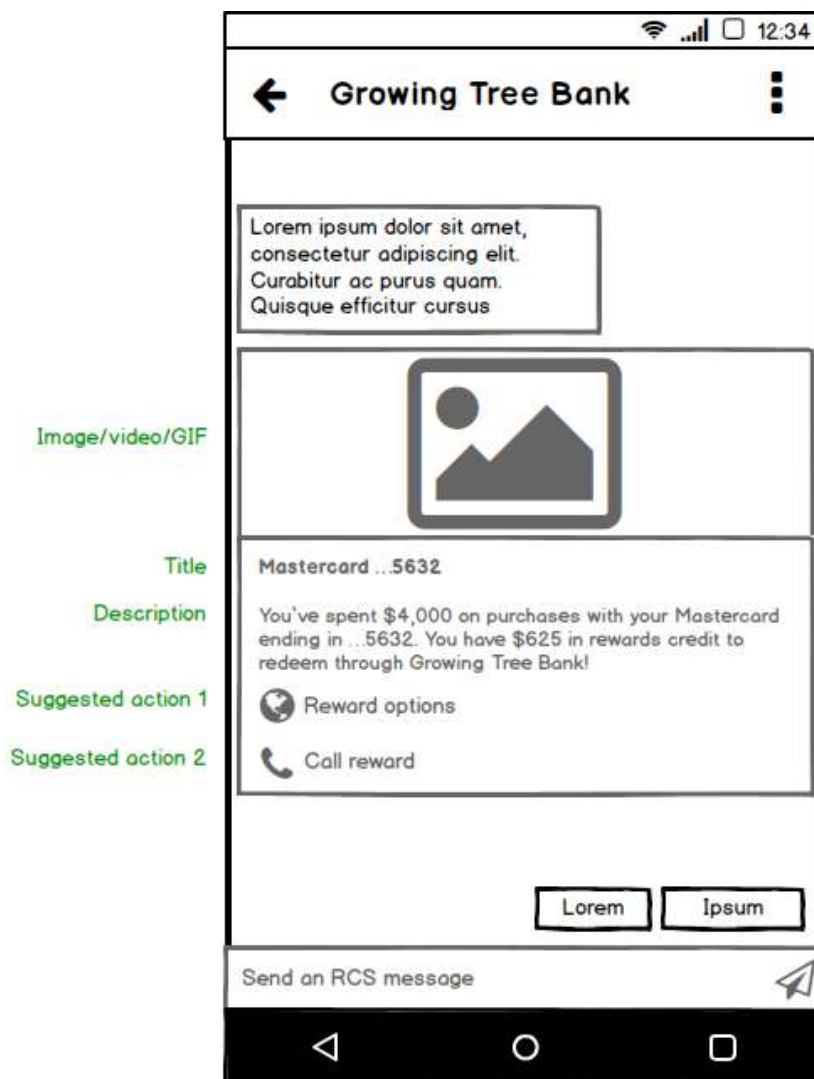 12:34
Growing Tree Bank
Lorem ipsum dolor sit amet,
consectetur adipiscing elit.
Curabitur ac purus quam.
Quisque efficitur cursus
Image/video/GIF
Title
Mastercard ...5632
Description
You've spent $4,000 on purchases with your Mastercard
ending in ...5632. You have $625 in rewards credit to
redeem through Growing Tree Bank!
Suggested action 1
Reward options
Suggested action 2
Call reward
Lorem
Ipsum
Send an RCS message